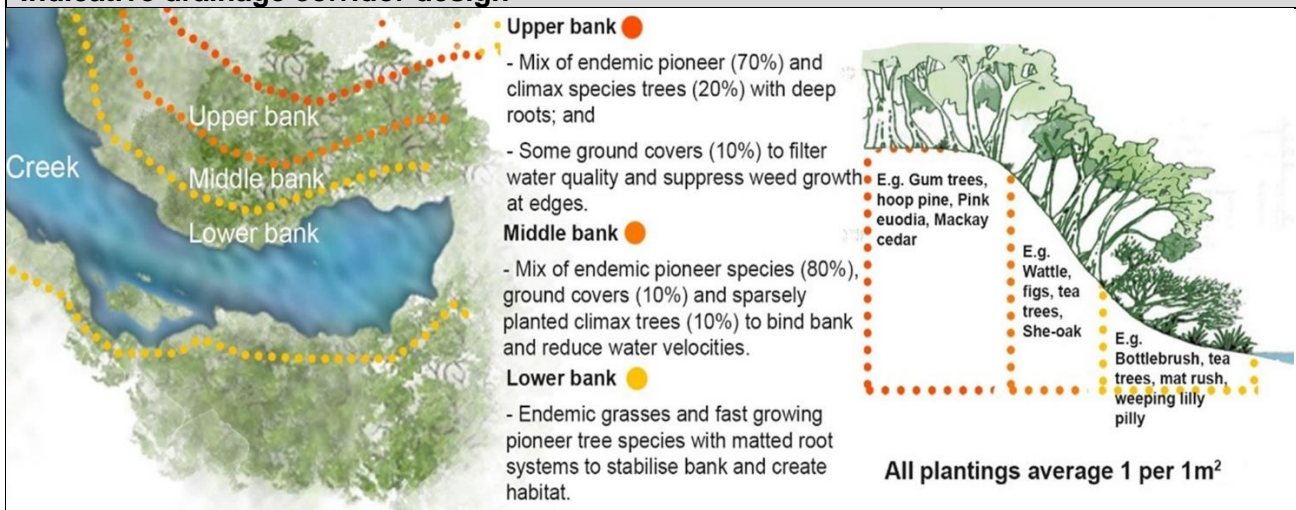 Indicative drainage corridor design
Creek
Upper bank
Middle bank
Lower bank
Upper bank
- Mix of endemic pioneer (70%) and
climax species trees (20%) with deep
roots; and
- Some ground covers (10%) to filter
water quality and suppress weed growth
at edges.
Middle bank
- Mix of endemic pioneer species (80%),
ground covers (10%) and sparsely
planted climax trees (10%) to bind bank
and reduce water velocities.
Lower bank
- Endemic grasses and fast growing
pioneer tree species with matted root
systems to stabilise bank and create
habitat.
E.g. Gum trees,
hoop pine, Pink
euodia, Mackay
cedar
E.g.
Wattle,
figs, tea
trees,
She-oak
E.g.
Bottlebrush, tea
trees, mat rush,
weeping lilly
pilly
All plantings average 1 per 1m²